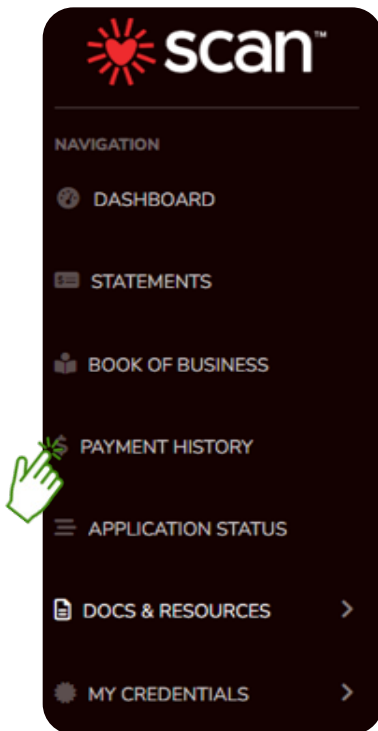 scan™
NAVIGATION
DASHBOARD
STATEMENTS
BOOK OF BUSINESS
$ PAYMENT HISTORY
APPLICATION STATUS
DOCS & RESOURCES
MY CREDENTIALS